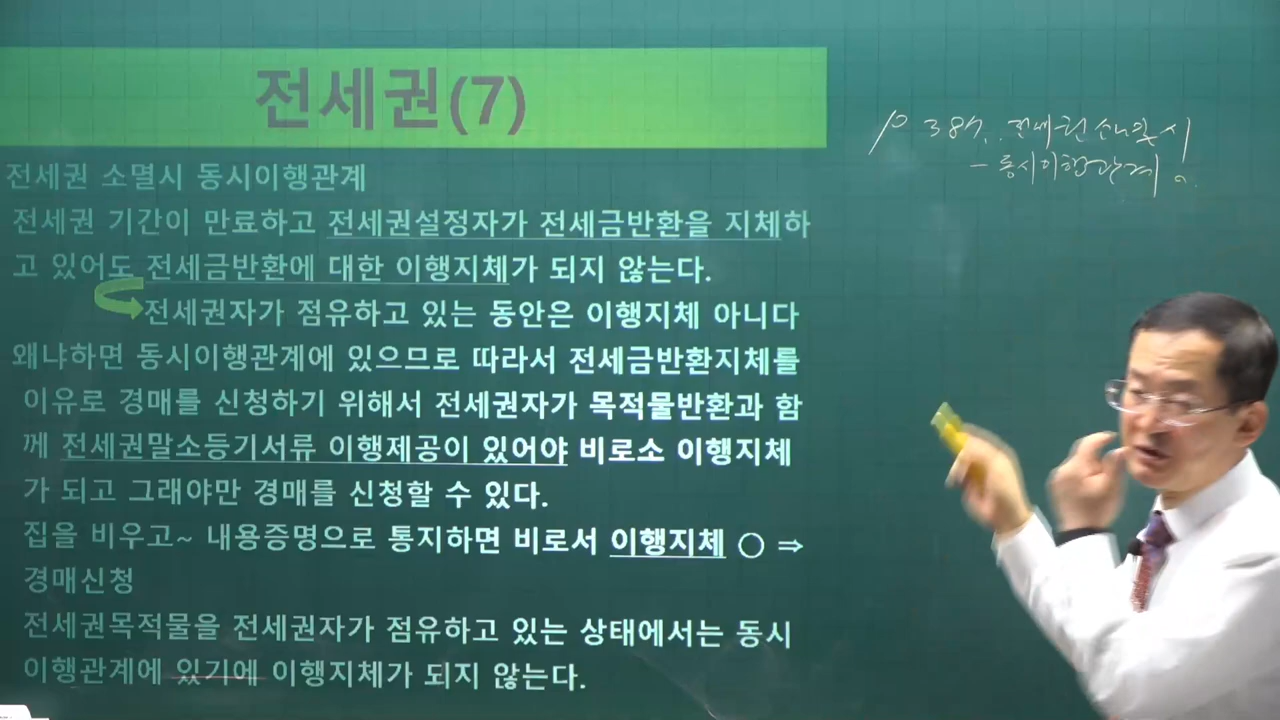 전세권(7)
전세권 소멸시 동시이행관계
전세권 기간이 만료하고 전세권설정자가 전세금반환을 지체하
고 있어도 전세금반환에 대한 이행지체가 되지 않는다.
전세권자가 점유하고 있는 동안은 이행지체 아니다
왜냐하면 동시이행관계에 있으므로 따라서 전세금반환지체를
이유로 경매를 신청하기 위해서 전세권자가 목적물반환과 함
께 전세권말소등기서류 이행제공이 있어야 비로소 이행지체
가 되고 그래야만 경매를 신청할 수 있다.
집을 비우고~ 내용증명으로 통지하면 비로서 이행지체 ○ ⇒
경매신청
전세권목적물을 전세권자가 점유하고 있는 상태에서는 동시
이행관계에 있기에 이행지체가 되지 않는다.
전세권소멸시
- 동시이행관계